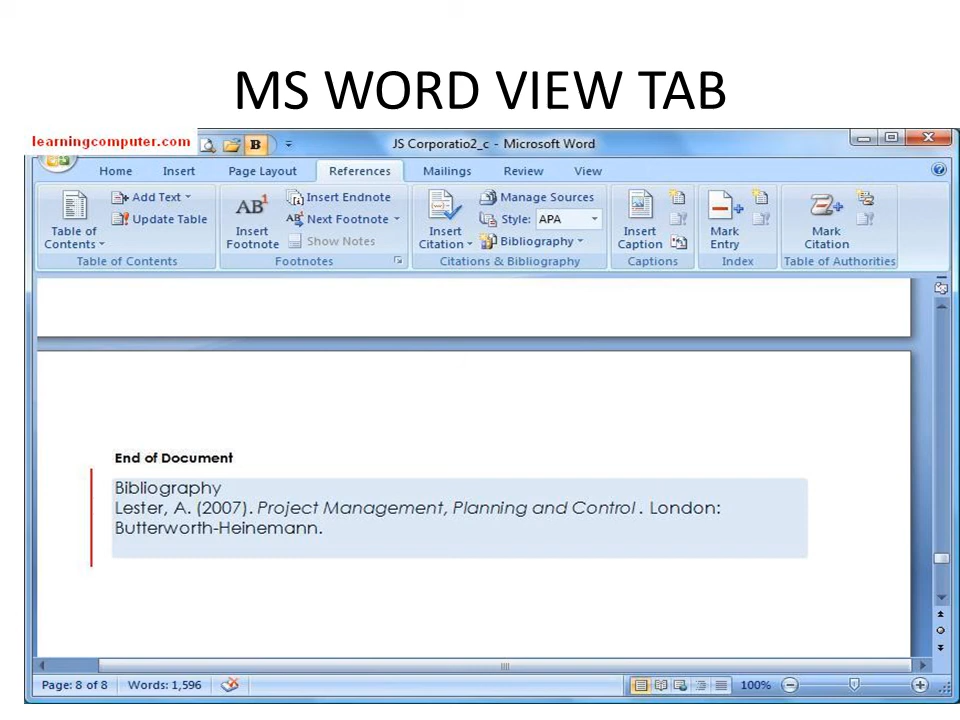 MS WORD VIEW TAB
learningcomputer.com
B
JS Corporatio2_c - Microsoft Word
Home Insert Page Layout References Mailings Review View
Table of Contents
Add Text
Update Table
Table of Contents
AB1
Insert Footnote
Insert Endnote
AB Next Footnote
Show Notes
Footnotes
Insert Citation
Manage Sources
Style: APA
Bibliography
Citations & Bibliography
Insert Caption
Captions
Mark Entry
Index
Mark Citation
Table of Authorities
End of Document
Bibliography
Lester, A. (2007). Project Management, Planning and Control . London:
Butterworth-Heinemann.
Page: 8 of 8 Words: 1,596 100%